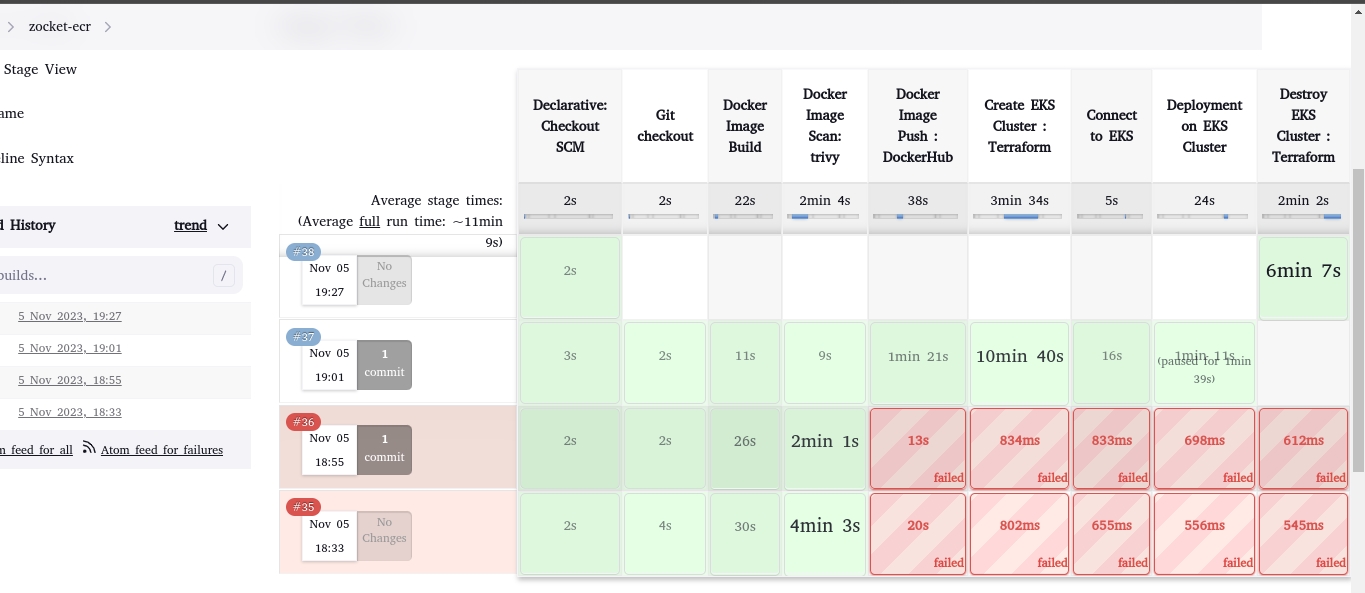 zocket-ecr
Stage View
ame
line Syntax
d History
trend
builds...
/
5 Nov 2023, 19:27
5 Nov 2023, 19:01
5 Nov 2023, 18:55
5 Nov 2023, 18:33
m feed for all
Atom feed for failures
Average stage times:
(Average full run time: ~11min
9s)
Declarative:
Checkout
SCM
Git
checkout
Docker
Image
Build
Docker
Image
Scan:
trivy
Docker
Image
Push :
DockerHub
Create EKS
Cluster :
Terraform
Connect
to EKS
Deployment
on EKS
Cluster
Destroy
EKS
Cluster :
Terraform
2s
2s
22s
2min 4s
38s
3min 34s
5s
24s
2min 2s
#38
Nov 05
19:27
No
Changes
2s
6min 7s
#37
Nov 05
19:01
1
commit
3s
2s
11s
9s
1min 21s
10min 40s
16s
1min 11s
(paused for 1min
39s)
#36
Nov 05
18:55
1
commit
2s
2s
26s
2min 1s
13s
failed
834ms
failed
833ms
failed
698ms
failed
612ms
failed
#35
Nov 05
18:33
No
Changes
2s
4s
30s
4min 3s
20s
failed
802ms
failed
655ms
failed
556ms
failed
545ms
failed